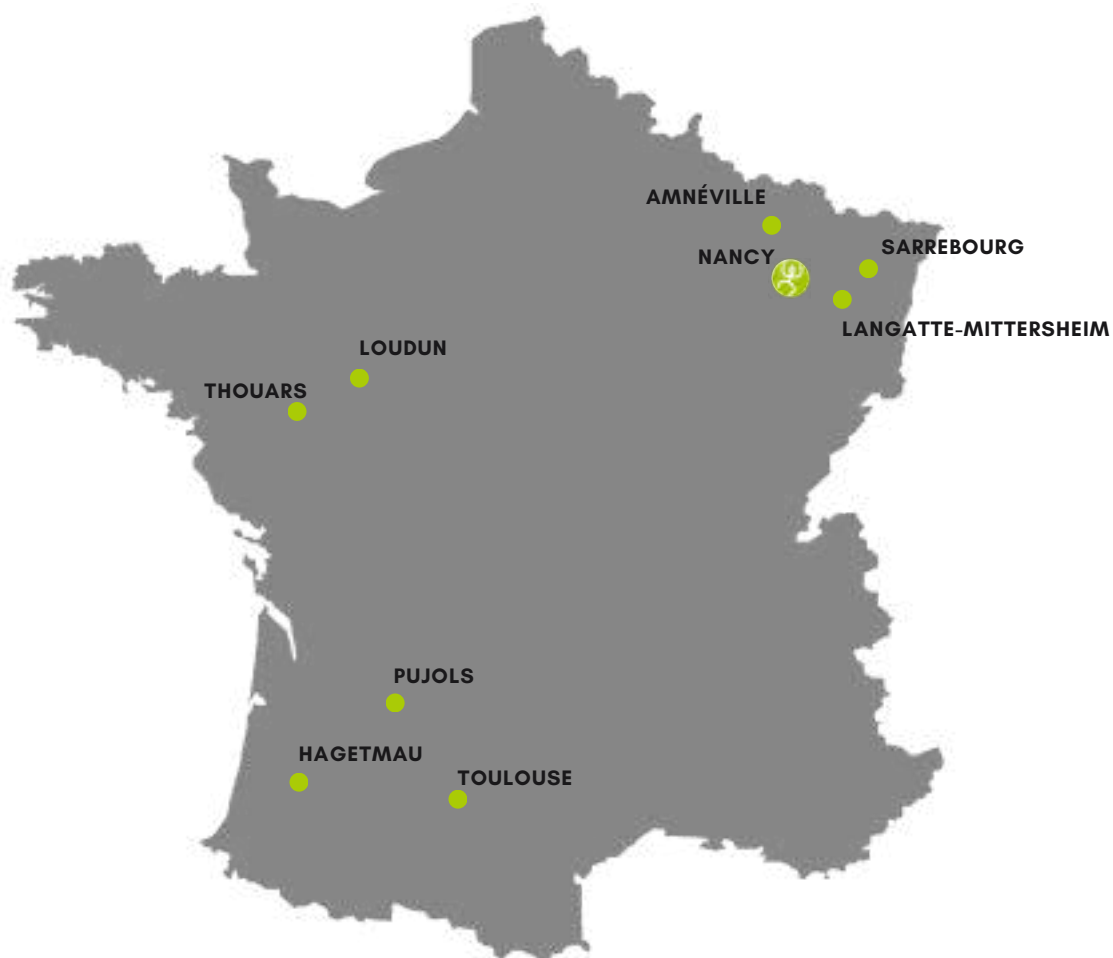 AMNÉVILLE
SARREBOURG
NANCY
LANGATTE-MITTERSHEIM
LOUDUN
THOUARS
PUJOLS
HAGETMAU
TOULOUSE